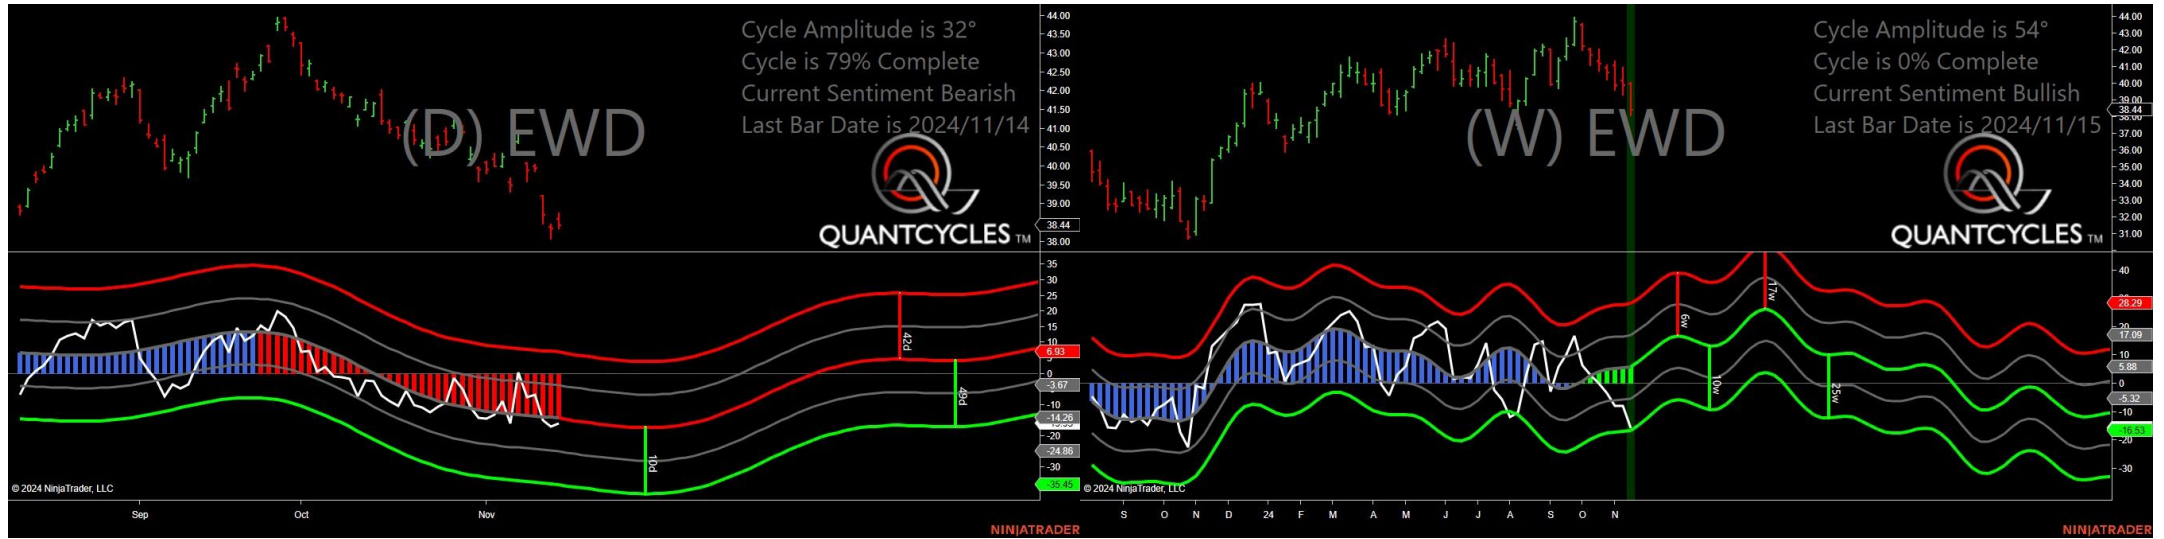 Cycle Amplitude is 32°
Cycle is 79% Complete
Current Sentiment Bearish
Last Bar Date is 2024/11/14
(D) EWD
QUANTCYCLES TM
44.00
43.50
43.00
42.50
42.00
41.50
41.00
40.50
40.00
39.50
39.00
38.44
38.00
35
30
25
20
15
10
6.93
0
-3.67
-10
-14.26
-20
-24.86
-30
-35.45
42d
49d
10d
© 2024 NinjaTrader, LLC
Sep
Oct
Nov
NINJATRADER
Cycle Amplitude is 54°
Cycle is 0% Complete
Current Sentiment Bullish
Last Bar Date is 2024/11/15
(W) EWD
QUANTCYCLES TM
44.00
43.00
42.00
41.00
40.00
39.00
38.44
38.00
37.00
36.00
35.00
34.00
33.00
32.00
31.00
40
28.29
20
17.09
10
5.88
0
-5.32
-10
-16.53
-20
-30
6w
17w
10w
25w
© 2024 NinjaTrader, LLC
S
O
N
D
24
F
M
A
M
J
J
A
S
O
N
NINJATRADER